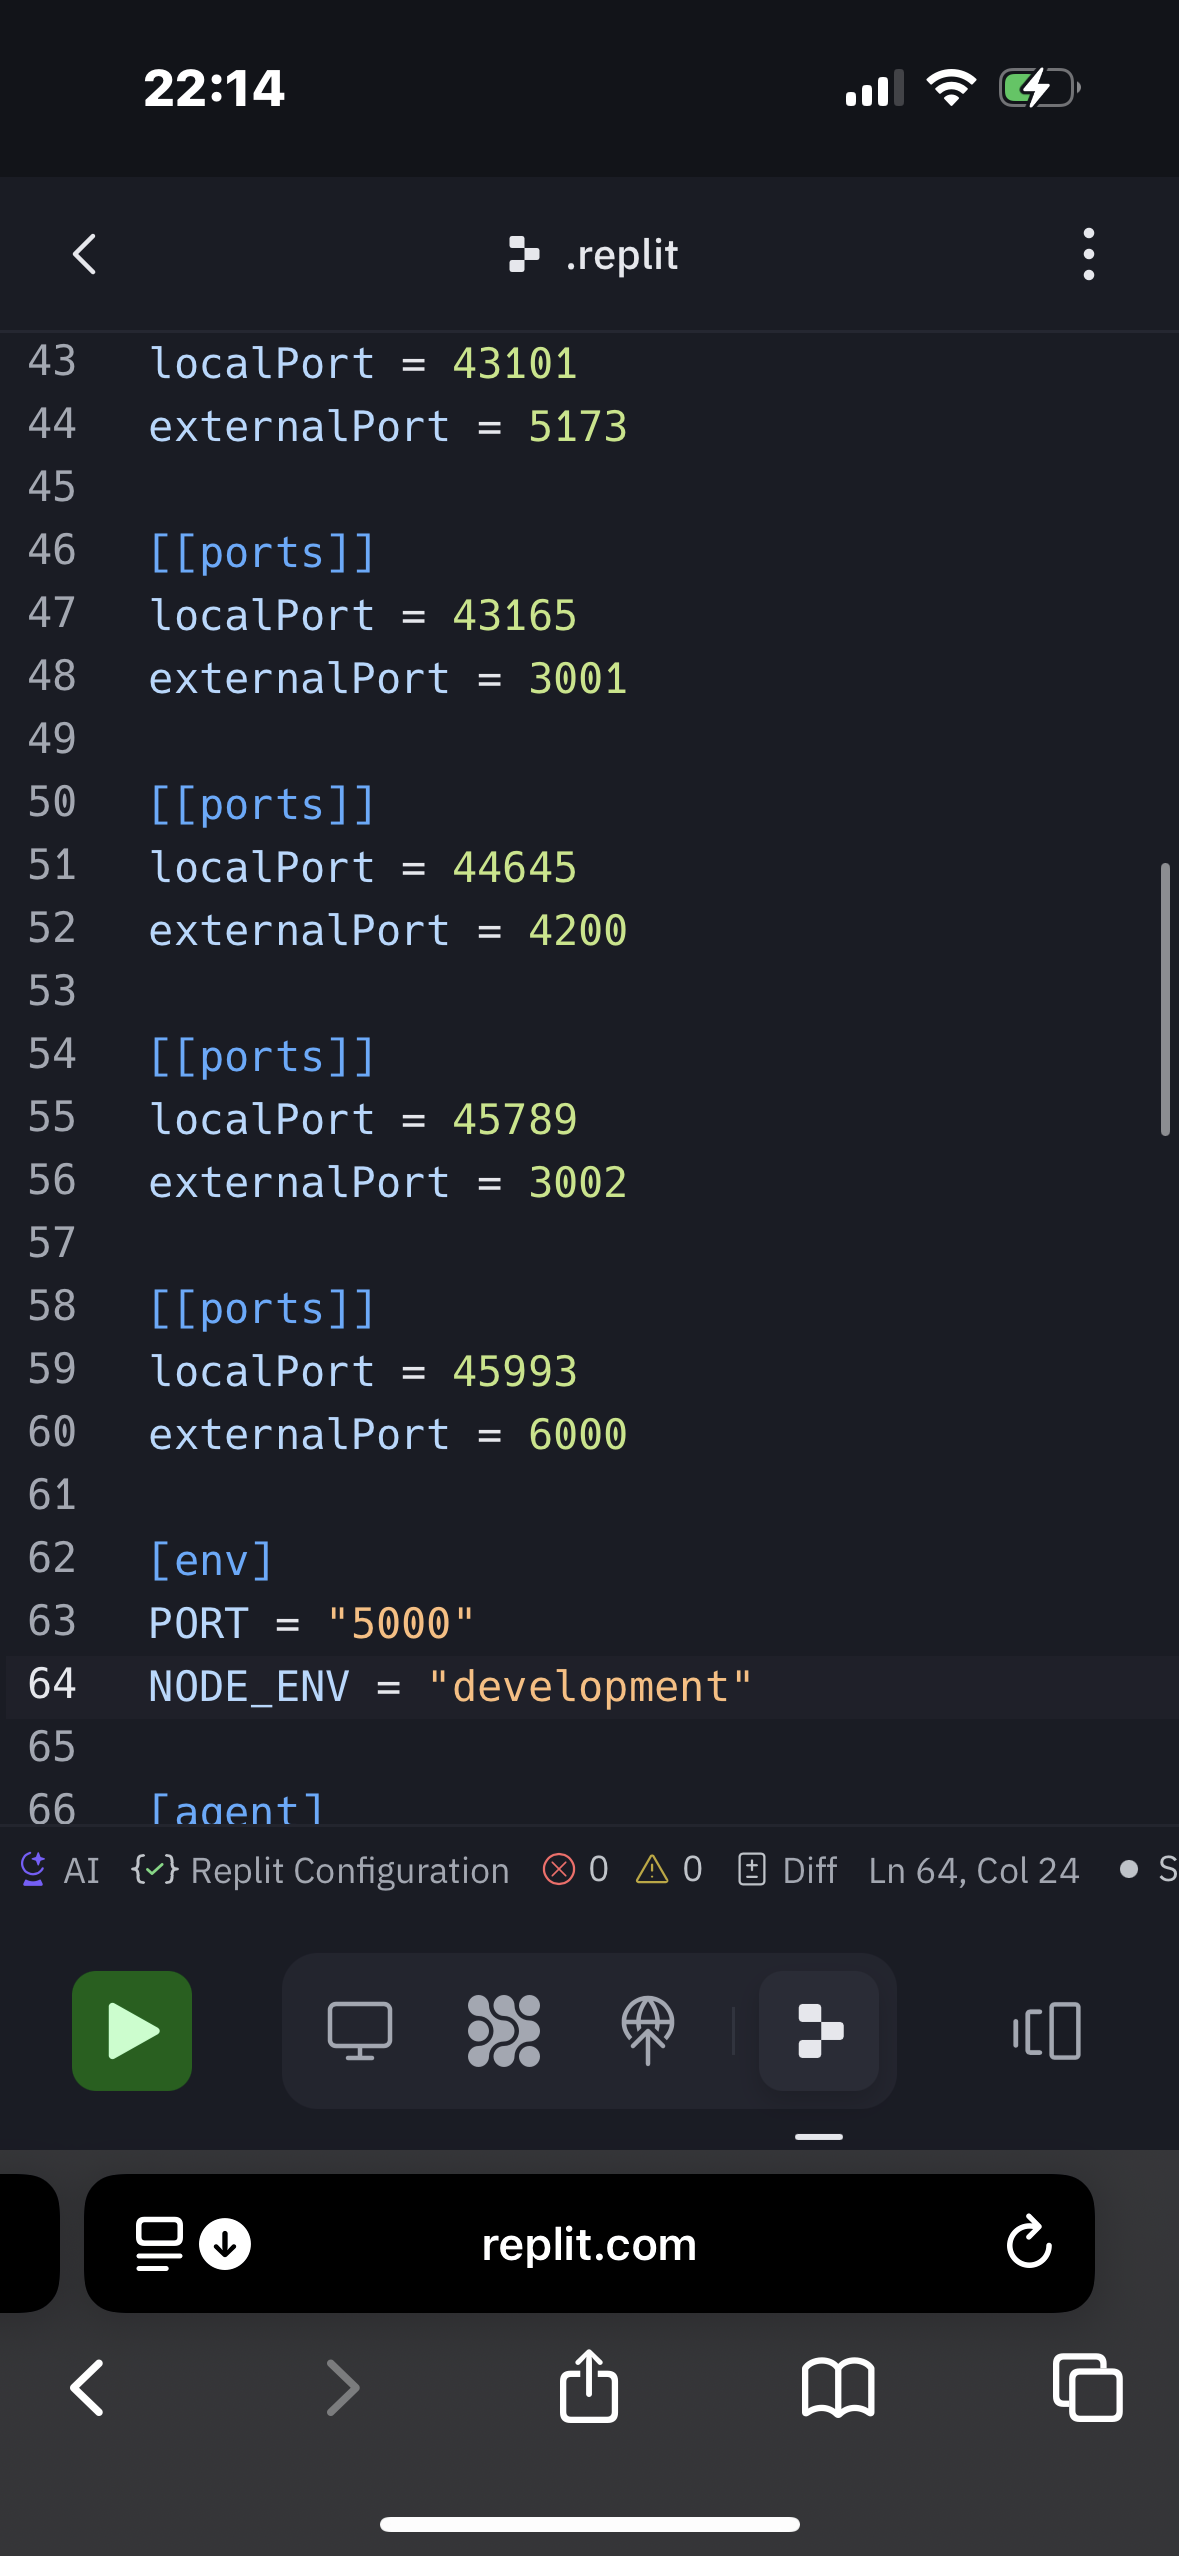 22:14
.replit
43 localPort = 43101
44 externalPort = 5173
45
46 [[ports]]
47 localPort = 43165
48 externalPort = 3001
49
50 [[ports]]
51 localPort = 44645
52 externalPort = 4200
53
54 [[ports]]
55 localPort = 45789
56 externalPort = 3002
57
58 [[ports]]
59 localPort = 45993
60 externalPort = 6000
61
62 [env]
63 PORT = "5000"
64 NODE_ENV = "development"
65
66 [agent]
AI {✓} Replit Configuration 0 0 Diff Ln 64, Col 24 • S
replit.com